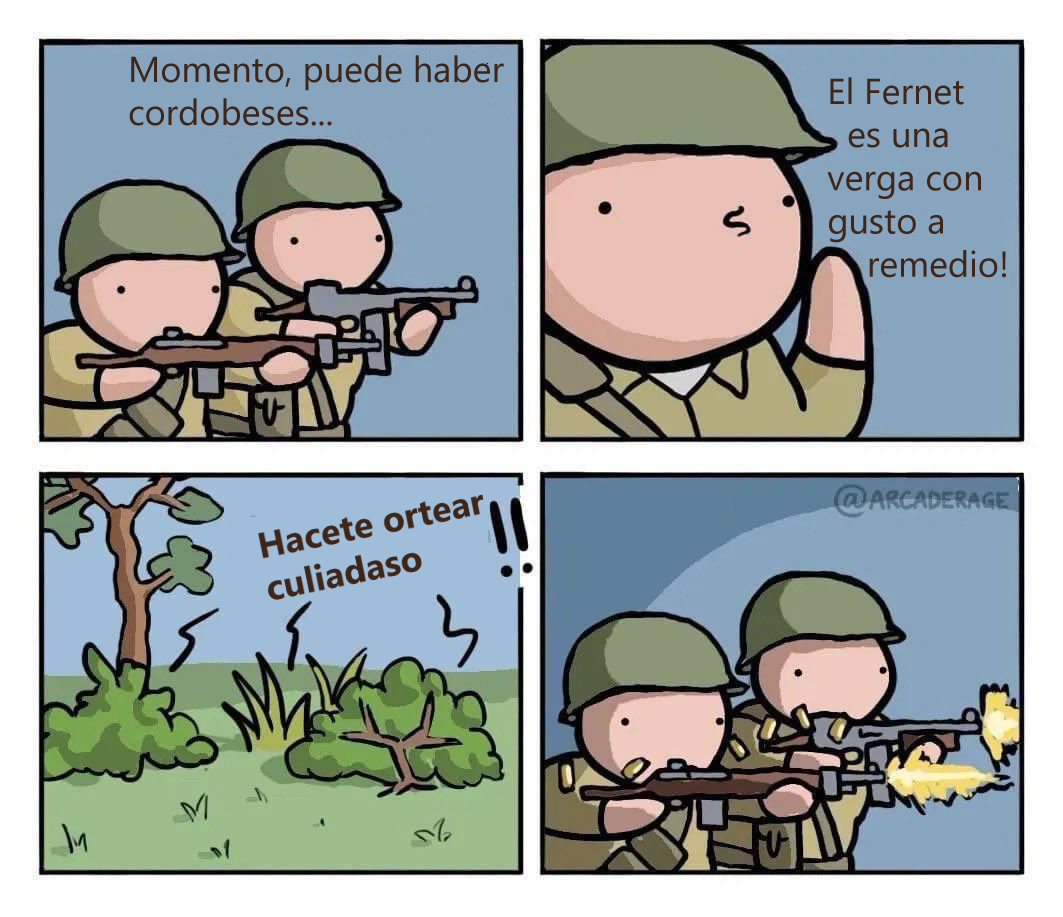 Momento, puede haber
cordobeses...
El Fernet
es una
verga con
gusto a
remedio!
Hacete ortear
culiadaso
!!
@ARCADERAGE